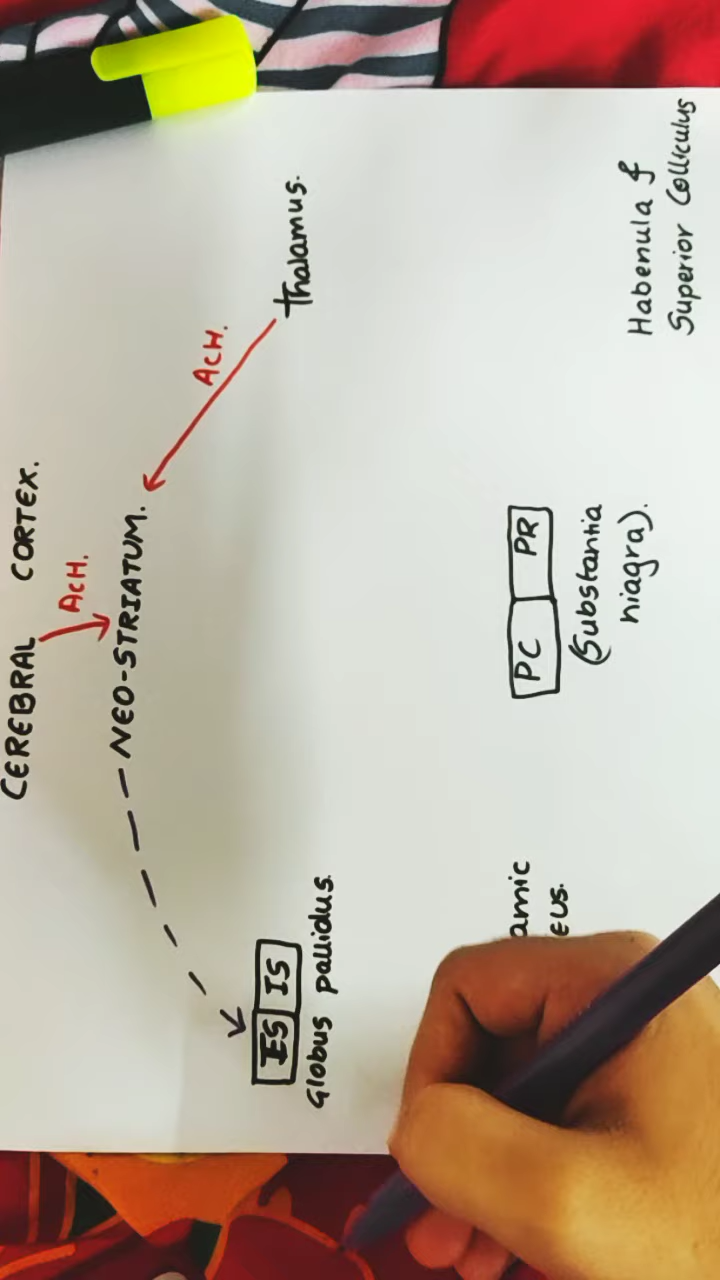 CEREBRAL CORTEX.
AcH.
NEO-STRIATUM.
AcH.
thalamus.
ES IS
Globus pallidus.
PC PR
(Substantia
niagra).
Habenula &
Superior Colliculus